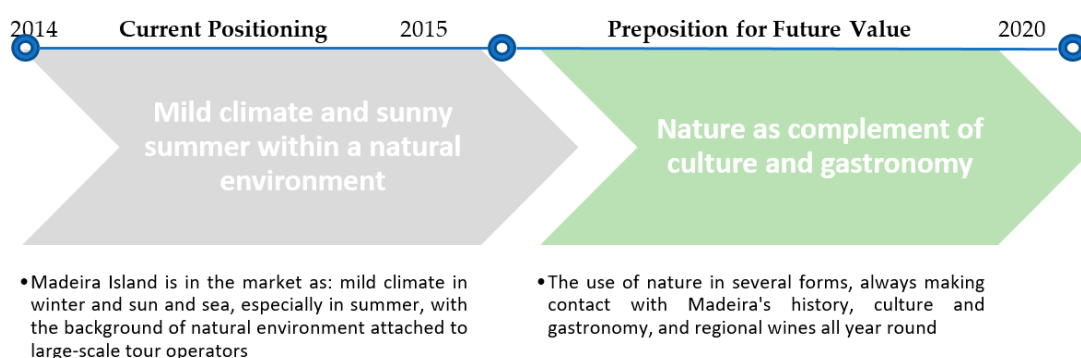 2014 Current Positioning 2015 Preposition for Future Value 2020
Mild climate and sunny
summer within a natural
environment
Nature as complement of
culture and gastronomy
•Madeira Island is in the market as: mild climate in
winter and sun and sea, especially in summer, with
the background of natural environment attached to
large-scale tour operators
•The use of nature in several forms, always making
contact with Madeira's history, culture and
gastronomy, and regional wines all year round